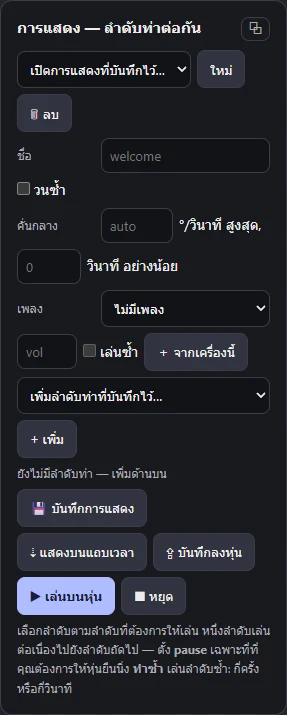 การแสดง — ลำดับท่าต่อกัน
เปิดการแสดงที่บันทึกไว้... ใหม่
ลบ
ชื่อ welcome
วนซ้ำ
คั่นกลาง auto °/วินาที สูงสุด,
0 วินาที อย่างน้อย
เพลง ไม่มีเพลง
vol เล่นซ้ำ + จากเครื่องนี้
เพิ่มลำดับท่าที่บันทึกไว้...
+ เพิ่ม
ยังไม่มีลำดับท่า — เพิ่มด้านบน
💾 บันทึกการแสดง
⇣ แสดงบนแถบเวลา ⇪ บันทึกลงหุ่น
▶ เล่นบนหุ่น ■ หยุด
เลือกลำดับตามลำดับที่ต้องการให้เล่น หนึ่งลำดับเล่น
ต่อเนื่องไปยังลำดับถัดไป — ตั้ง pause เฉพาะที่ที่
คุณต้องการให้หุ่นยืนนิ่ง ทำซ้ำ เล่นลำดับซ้ำ: กี่ครั้ง
หรือกี่วินาที